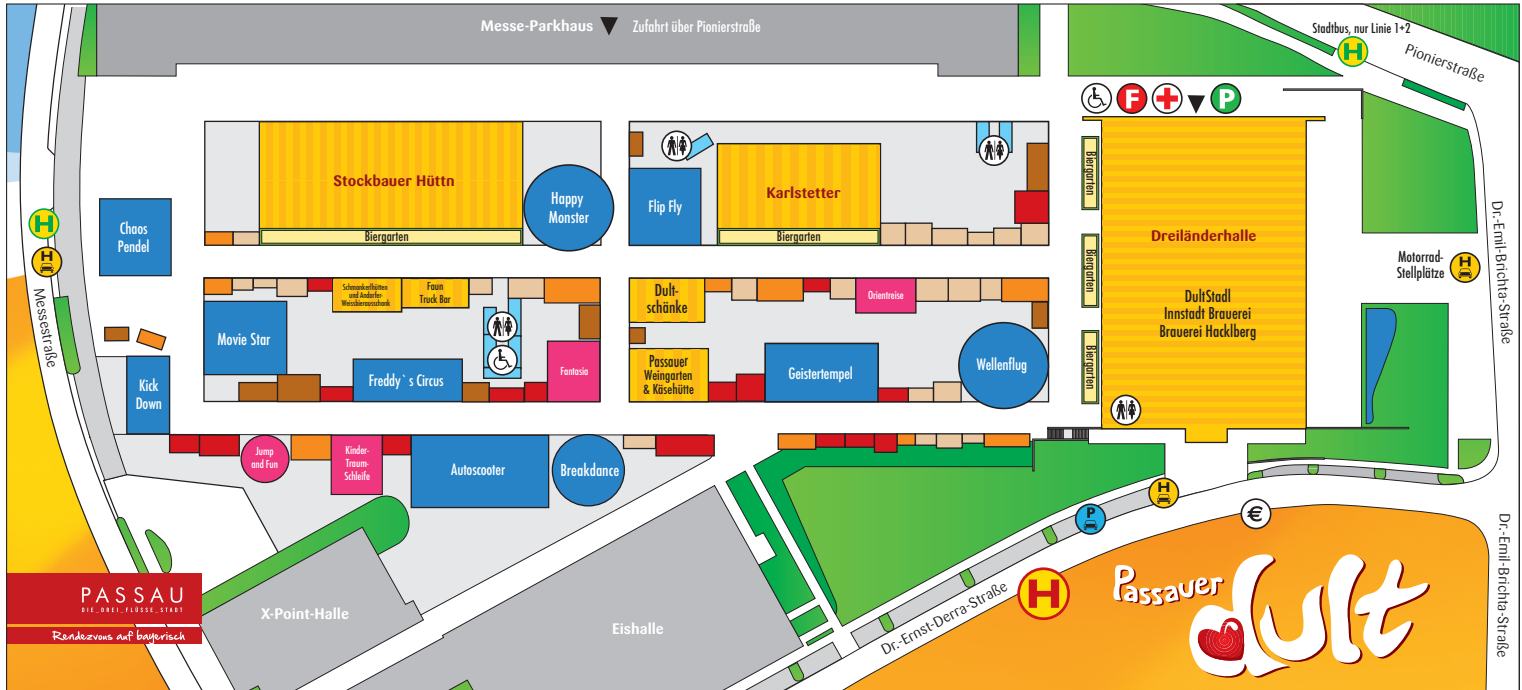 Messe-Parkhaus
Zufahrt über Pionierstraße
Stadtbus, nur Linie 1+2
H
Pionierstraße
F
P
Stockbauer Hüttn
Biergarten
Happy
Monster
Flip Fly
Karlstetter
Biergarten
Biergarten
Biergarten
Biergarten
Dreiländerhalle
DultStadl
Innstadt Brauerei
Brauerei Hacklberg
Dr.-Emil-Brichta-Straße
Motorrad-
Stellplätze
H
Chaos
Pendel
H
H
Messestraße
Schmankerlhütten
und Andorfer-
Weissbierausschank
Faun
Truck Bar
Movie Star
Freddy`s Circus
Fantasia
Dult-
schänke
Orientreise
Passauer
Weingarten
& Käsehütte
Geistertempel
Wellenflug
Kick
Down
Jump
and Fun
Kinder-
Traum-
Schleife
Autoscooter
Breakdance
H
P
€
Dr.-Emil-Brichta-Straße
X-Point-Halle
Eishalle
Dr.-Ernst-Derra-Straße
H
Passauer
dult
PASSAU
DIE_DREI_FLÜSSE_STADT
Rendezvous auf bayerisch